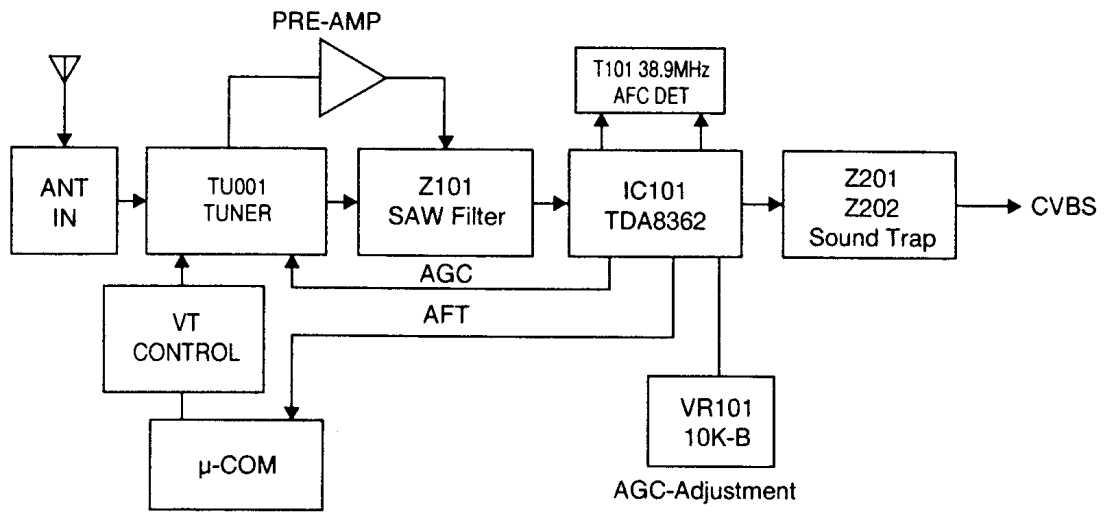 PRE-AMP
T101 38.9MHz
AFC DET
ANT
IN
TU001
TUNER
Z101
SAW Filter
IC101
TDA8362
Z201
Z202
Sound Trap
CVBS
AGC
AFT
VT
CONTROL
VR101
10K-B
μ-COM
AGC-Adjustment